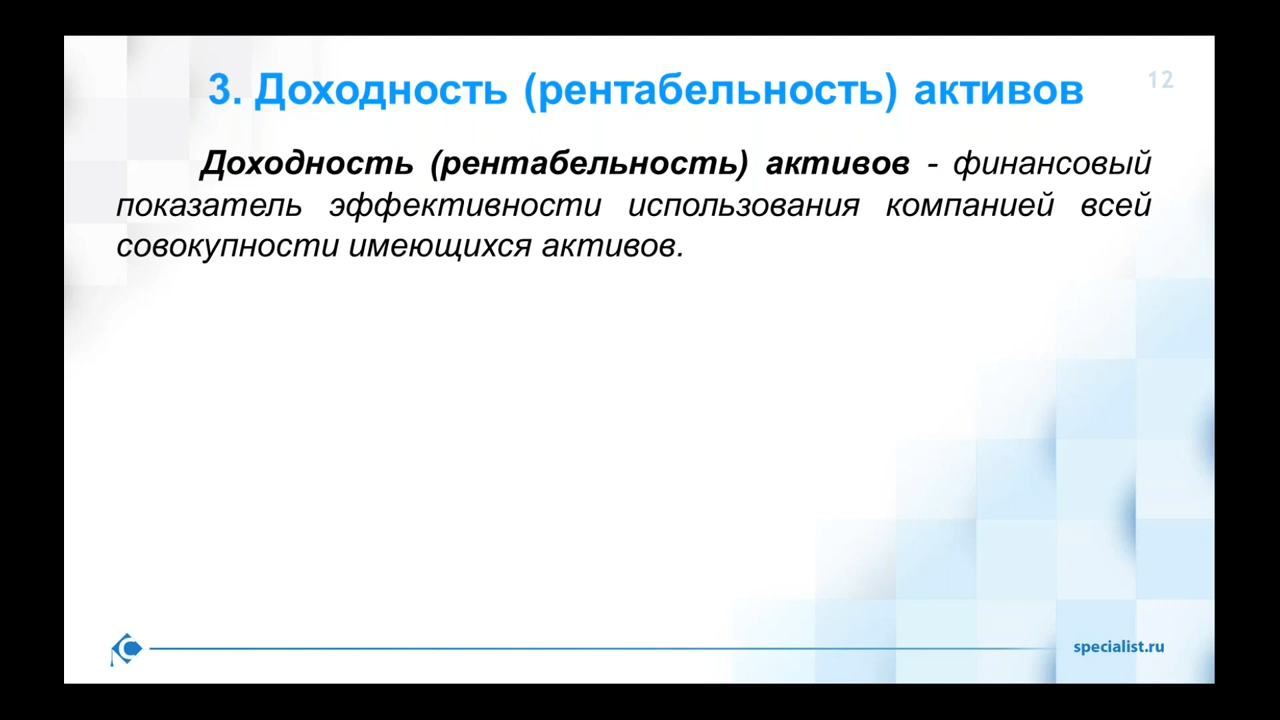 3. Доходность (рентабельность) активов
12
Доходность (рентабельность) активов - финансовый
показатель эффективности использования компанией всей
совокупности имеющихся активов.
specialist.ru